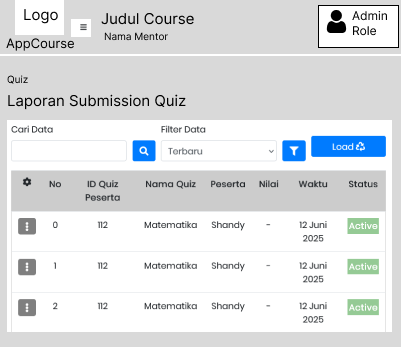 Logo
AppCourse
Judul Course
Nama Mentor
Admin
Role
Quiz
Laporan Submission Quiz
Cari Data
Filter Data
Terbaru
Load
No ID Quiz Peserta Nama Quiz Peserta Nilai Waktu Status
0 112 Matematika Shandy - 12 Juni 2025 Active
1 112 Matematika Shandy - 12 Juni 2025 Active
2 112 Matematika Shandy - 12 Juni 2025 Active